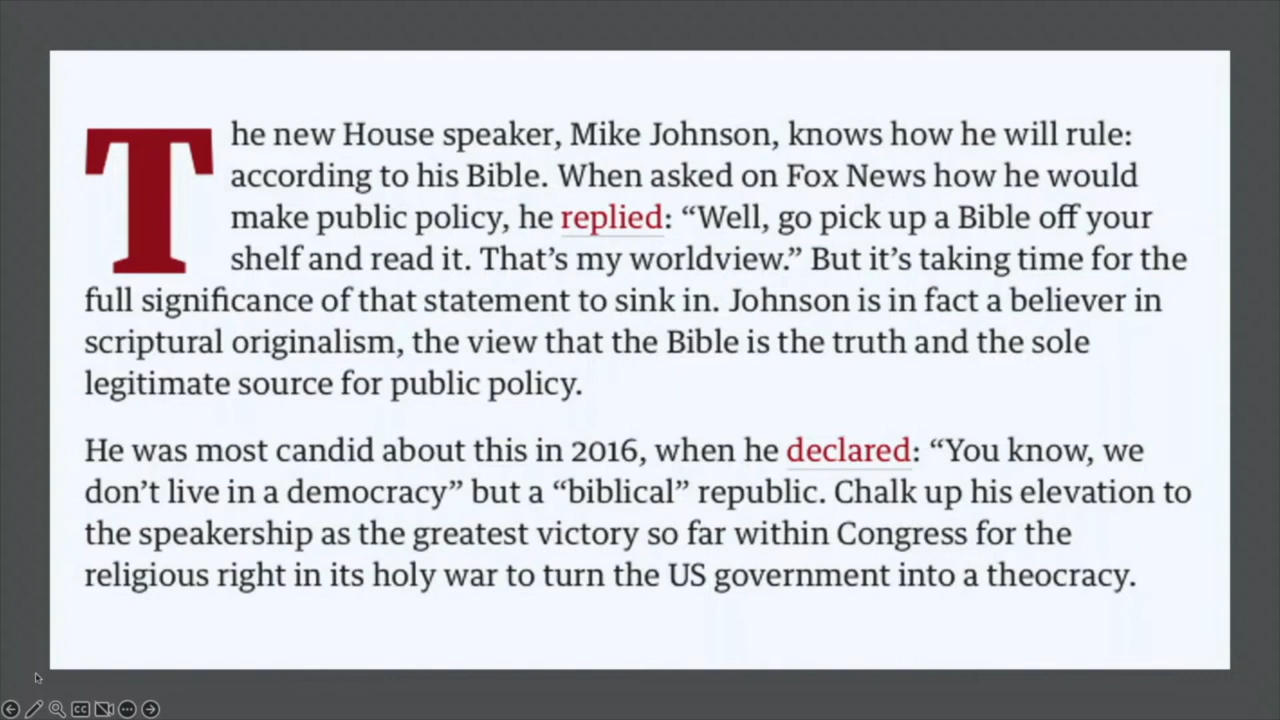 The new House speaker, Mike Johnson, knows how he will rule:
according to his Bible. When asked on Fox News how he would
make public policy, he replied: “Well, go pick up a Bible off your
shelf and read it. That’s my worldview.” But it’s taking time for the
full significance of that statement to sink in. Johnson is in fact a believer in
scriptural originalism, the view that the Bible is the truth and the sole
legitimate source for public policy.
He was most candid about this in 2016, when he declared: “You know, we
don’t live in a democracy” but a “biblical” republic. Chalk up his elevation to
the speakership as the greatest victory so far within Congress for the
religious right in its holy war to turn the US government into a theocracy.
CC